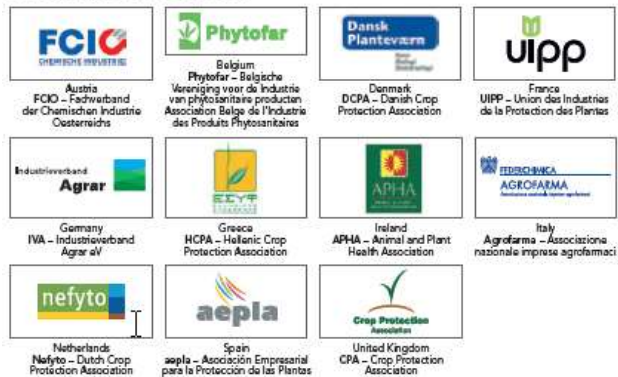 FCIO
CHEMISCHE INDUSTRIE
Austria
FCIO – Fachverband
der Chemischen Industrie
Oesterreichs
Phytofar
Belgium
Phytofar – Belgische
Vereniging voor de Industrie
van phytosanitaire producten
Association Belge de l'Industrie
des Produits Phytosanitaires
Dansk
Planteværn
Denmark
DCPA – Danish Crop
Protection Association
uipp
France
UIPP – Union des Industries
de la Protection des Plantes
Industrieverband
Agrar
Germany
IVA – Industrieverband
Agrar eV
ΕΣΥΦ
Greece
HCPA – Hellenic Crop
Protection Association
APHA
Ireland
APHA – Animal and Plant
Health Association
FEDERCHIMICA
AGROFARMA
Italy
Agrofarma – Associazione
nazionale imprese agrofarmaci
nefyto
Netherlands
Nefyto – Dutch Crop
Protection Association
aepla
Spain
aepla – Asociación Empresarial
para la Protección de las Plantas
Crop Protection
Association
United Kingdom
CPA – Crop Protection
Association